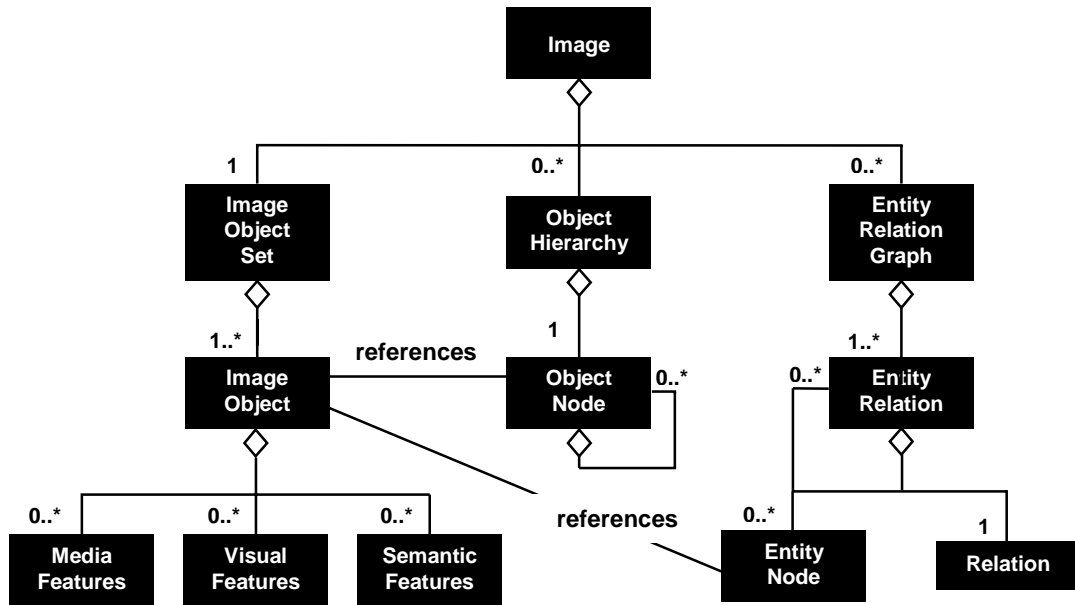 Image
1
0..*
0..*
Image
Object
Set
Object
Hierarchy
Entity
Relation
Graph
1..*
1
1..*
references
Image
Object
Object
Node
0..*
0..*
Entity
Relation
0..*
0..*
0..*
references
0..*
1
Media
Features
Visual
Features
Semantic
Features
Entity
Node
Relation